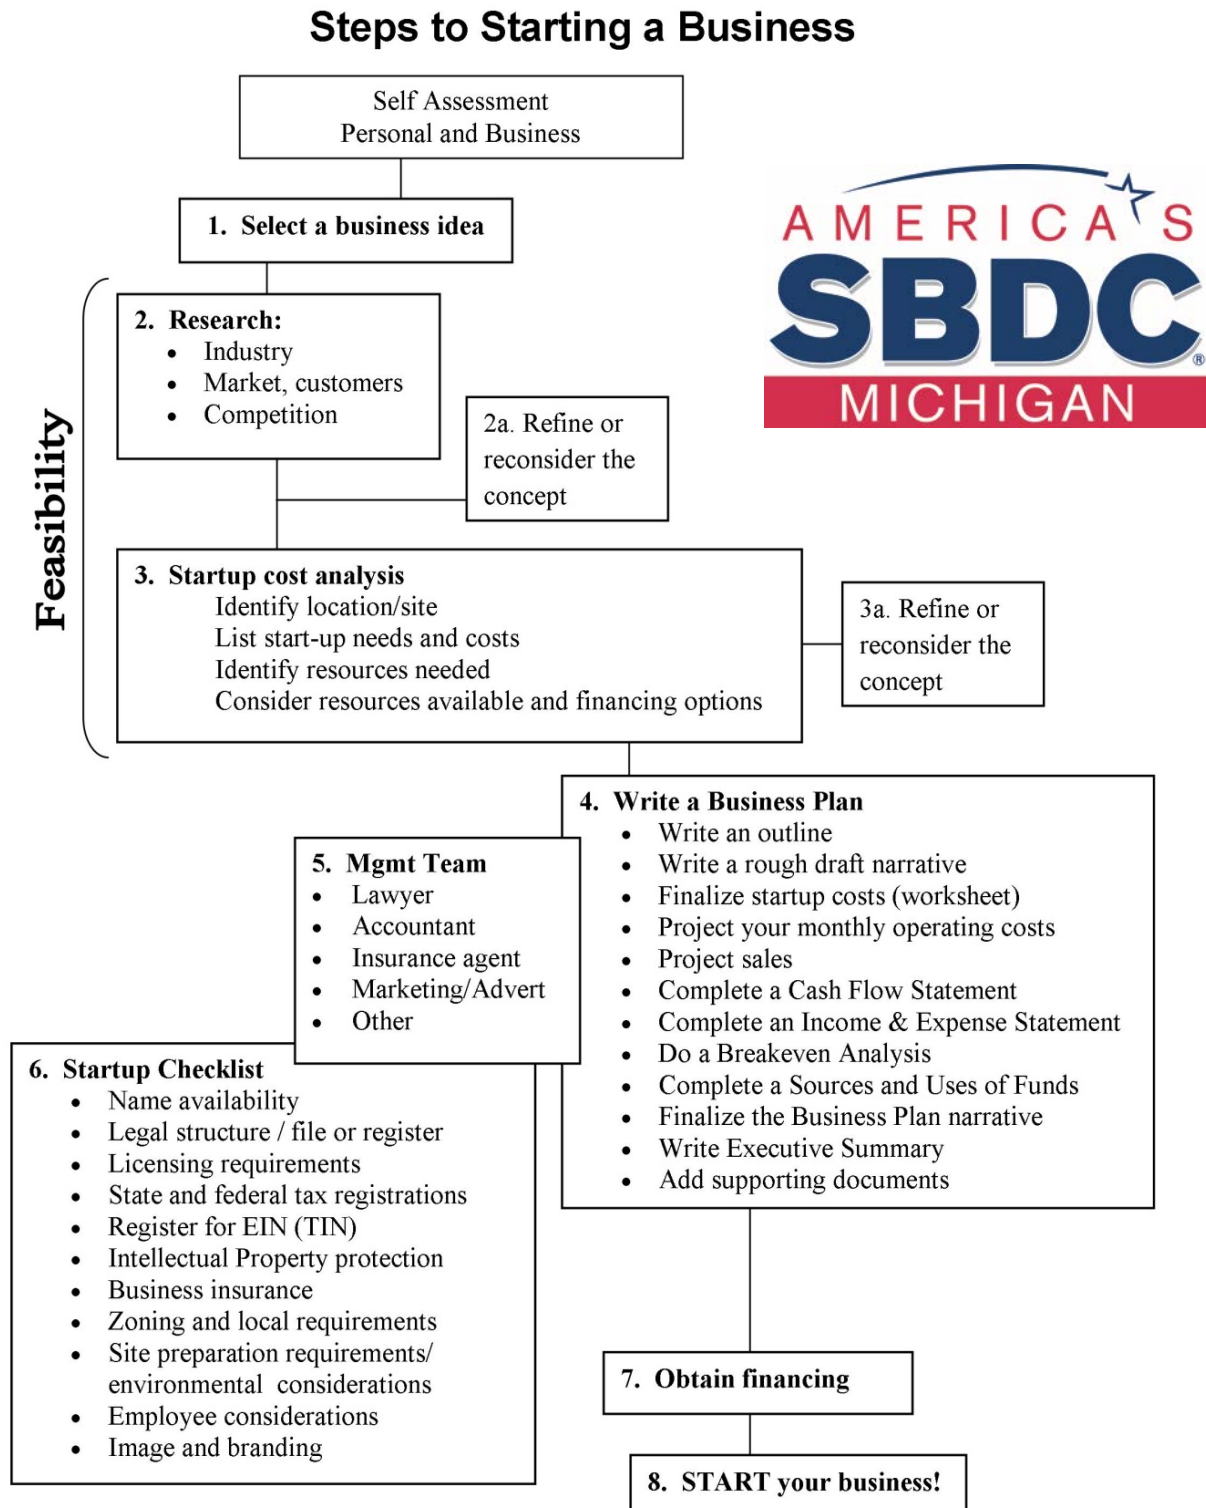 Steps to Starting a Business
Self Assessment
Personal and Business
1. Select a business idea
AMERICA'S
SBDC®
MICHIGAN
Feasibility
2. Research:
• Industry
• Market, customers
• Competition
2a. Refine or
reconsider the
concept
3. Startup cost analysis
Identify location/site
List start-up needs and costs
Identify resources needed
Consider resources available and financing options
3a. Refine or
reconsider the
concept
4. Write a Business Plan
• Write an outline
• Write a rough draft narrative
• Finalize startup costs (worksheet)
• Project your monthly operating costs
• Project sales
• Complete a Cash Flow Statement
• Complete an Income & Expense Statement
• Do a Breakeven Analysis
• Complete a Sources and Uses of Funds
• Finalize the Business Plan narrative
• Write Executive Summary
• Add supporting documents
5. Mgmt Team
• Lawyer
• Accountant
• Insurance agent
• Marketing/Advert
• Other
6. Startup Checklist
• Name availability
• Legal structure / file or register
• Licensing requirements
• State and federal tax registrations
• Register for EIN (TIN)
• Intellectual Property protection
• Business insurance
• Zoning and local requirements
• Site preparation requirements/
environmental considerations
• Employee considerations
• Image and branding
7. Obtain financing
8. START your business!